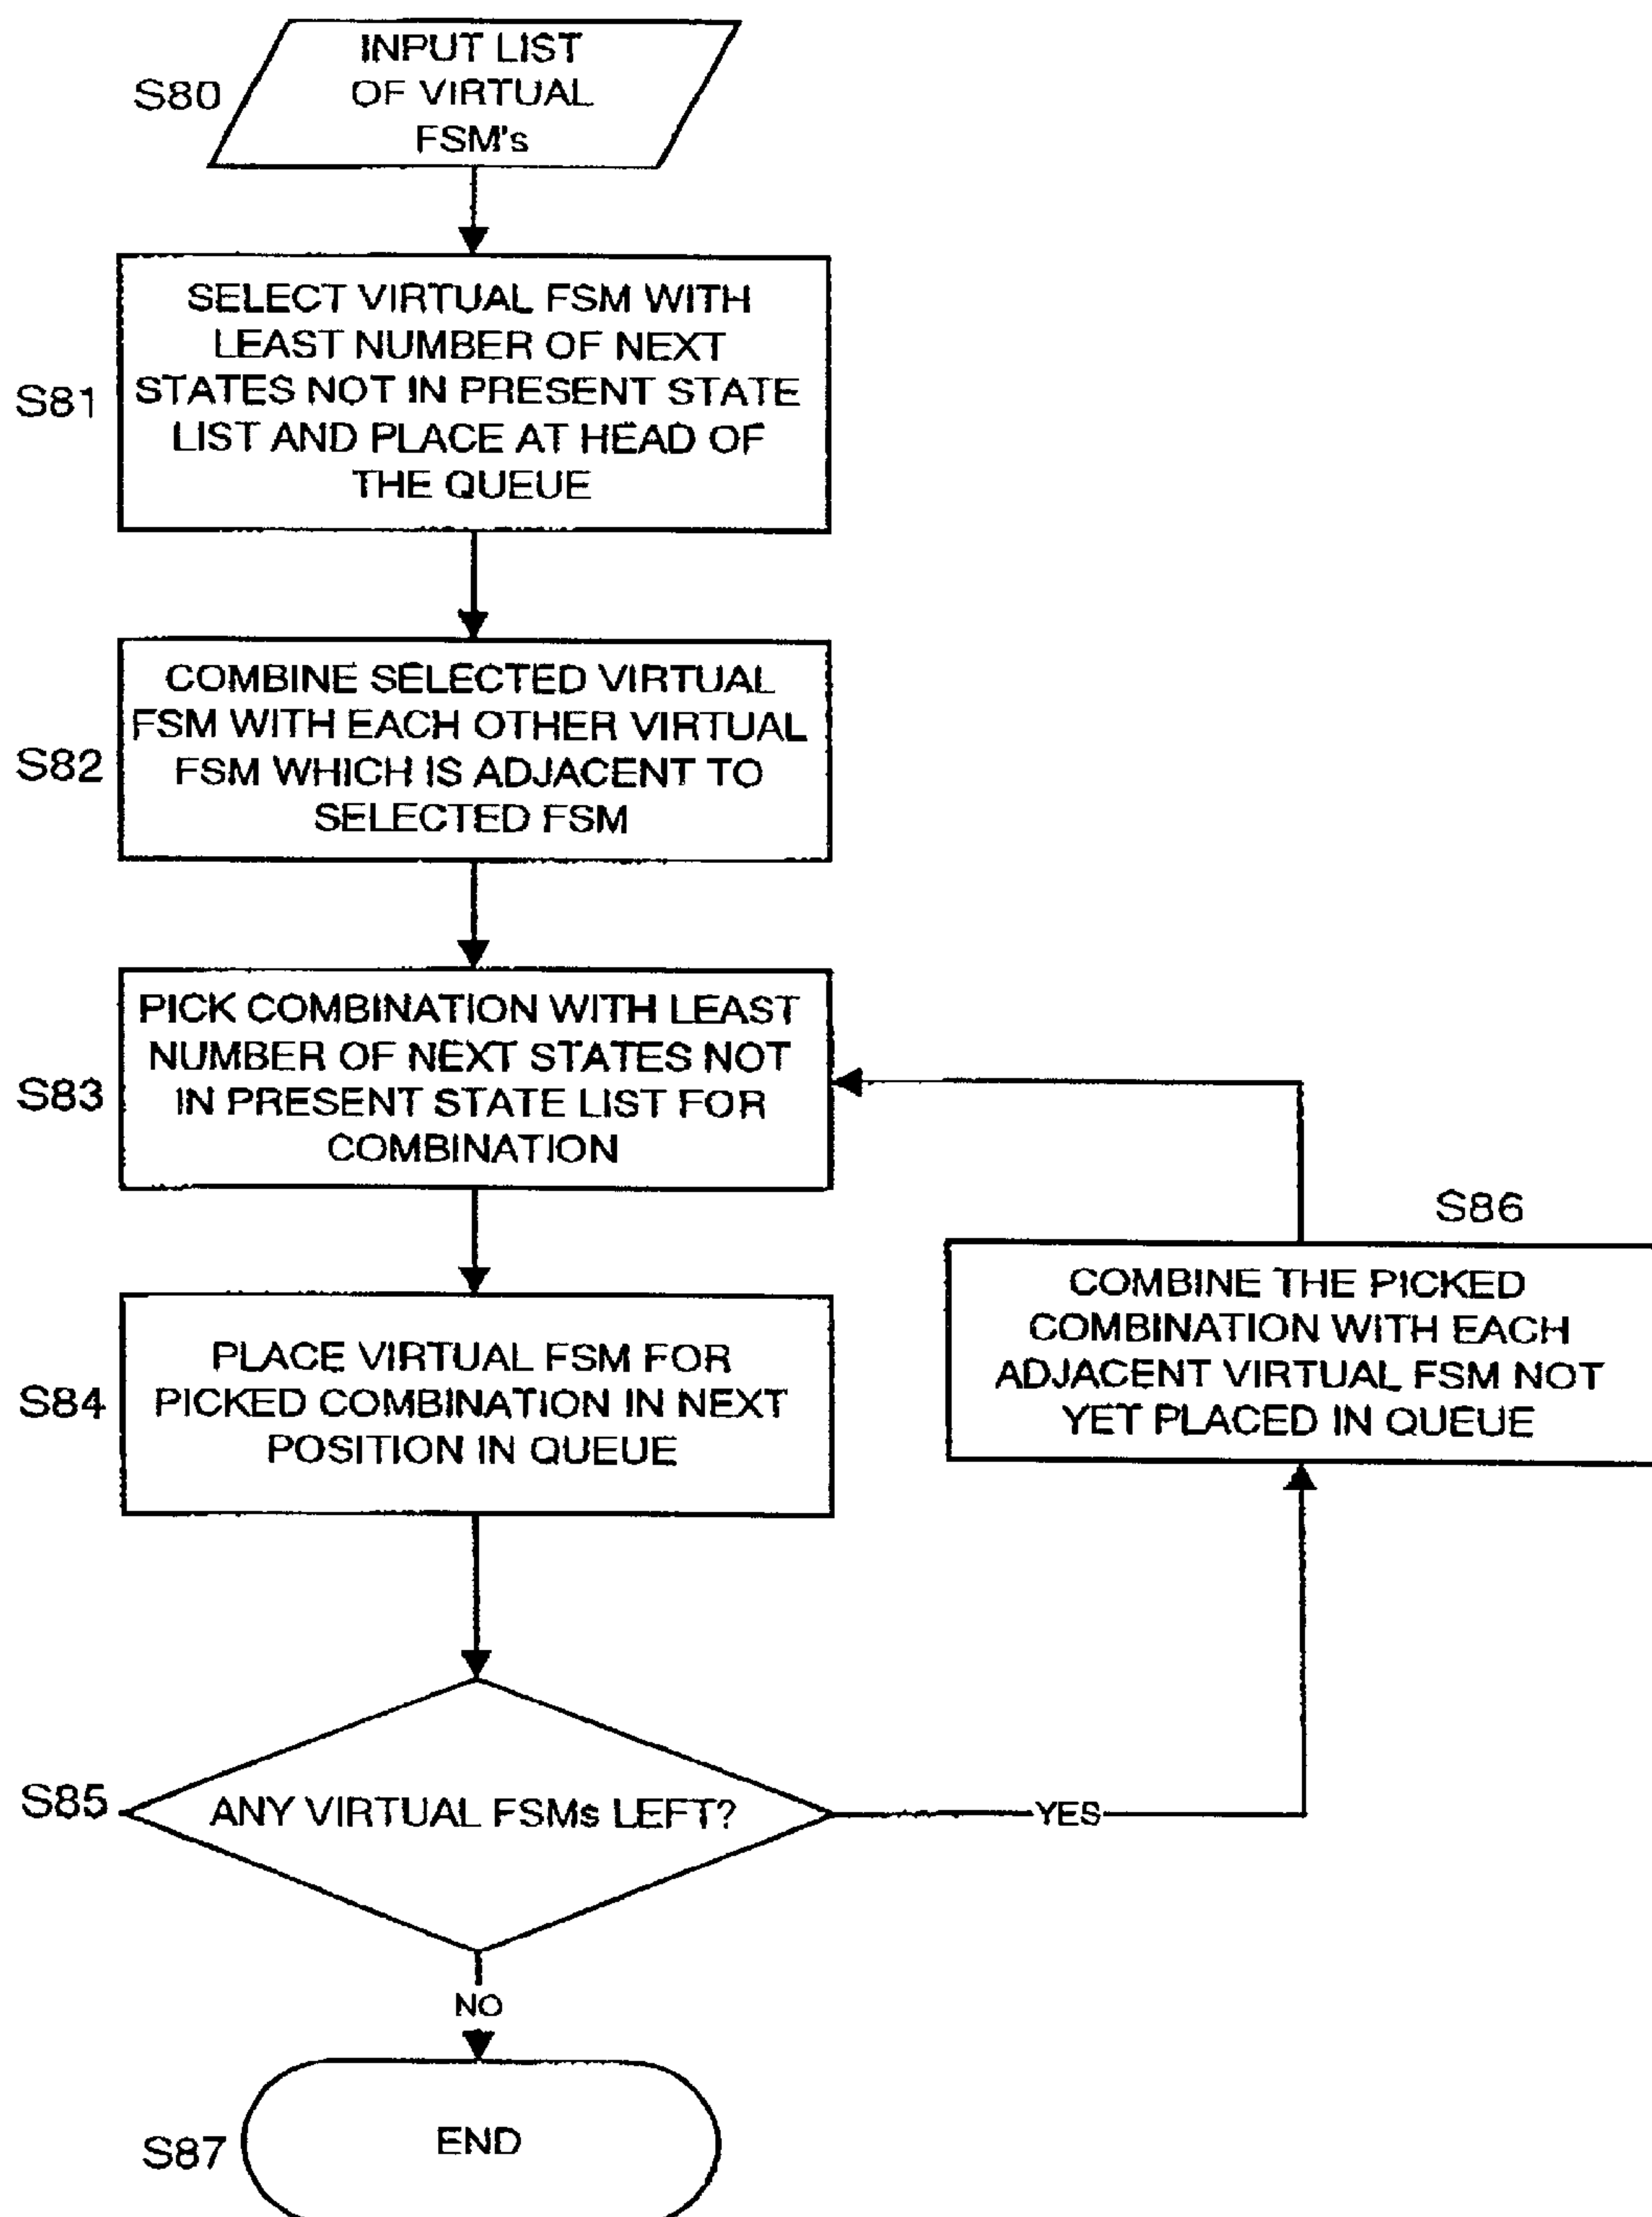 S80
INPUT LIST
OF VIRTUAL
FSM's
S81
SELECT VIRTUAL FSM WITH
LEAST NUMBER OF NEXT
STATES NOT IN PRESENT STATE
LIST AND PLACE AT HEAD OF
THE QUEUE
S82
COMBINE SELECTED VIRTUAL
FSM WITH EACH OTHER VIRTUAL
FSM WHICH IS ADJACENT TO
SELECTED FSM
S83
PICK COMBINATION WITH LEAST
NUMBER OF NEXT STATES NOT
IN PRESENT STATE LIST FOR
COMBINATION
S84
PLACE VIRTUAL FSM FOR
PICKED COMBINATION IN NEXT
POSITION IN QUEUE
S85
ANY VIRTUAL FSMs LEFT?
YES
S86
COMBINE THE PICKED
COMBINATION WITH EACH
ADJACENT VIRTUAL FSM NOT
YET PLACED IN QUEUE
NO
S87
END